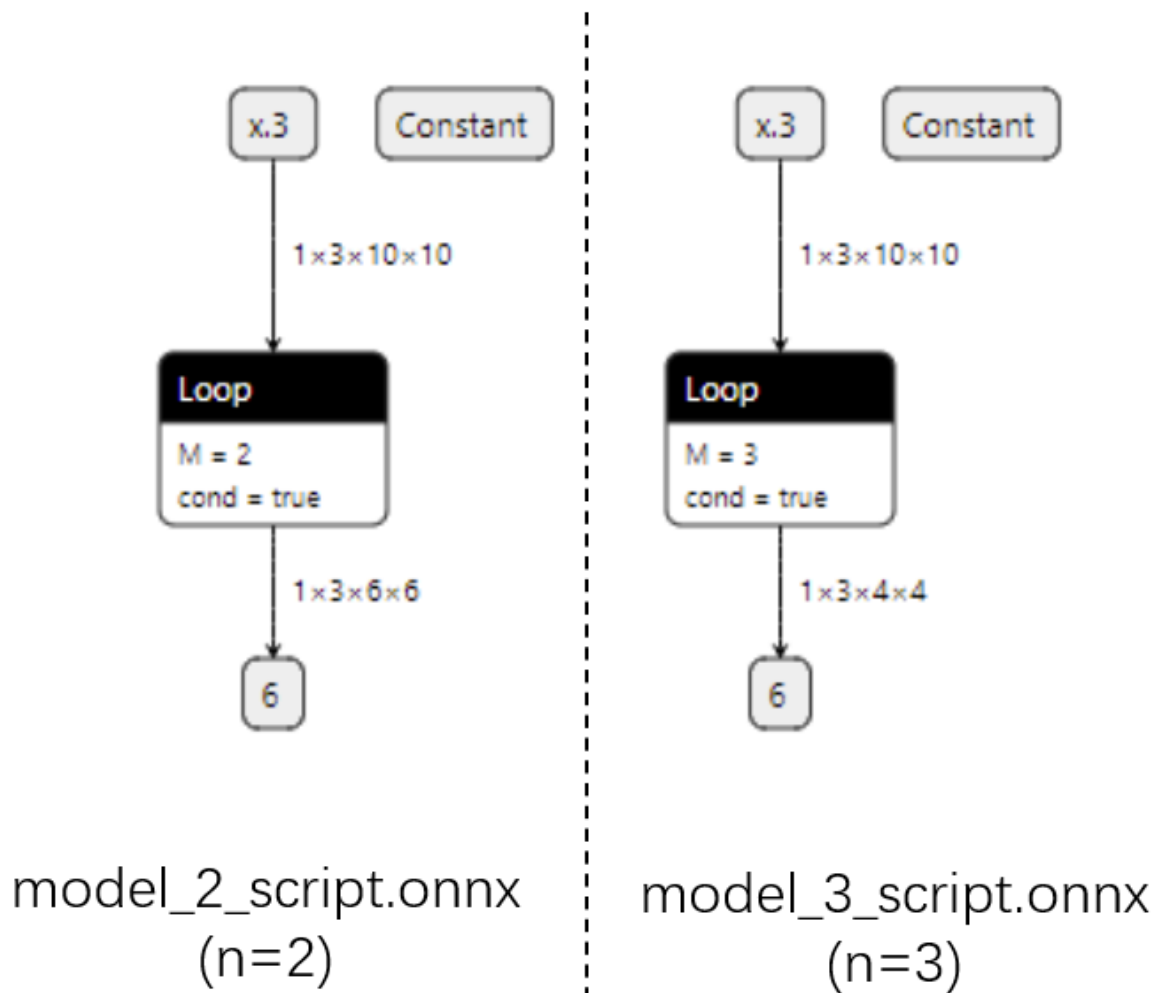 x.3
Constant
1×3×10×10
Loop
M = 2
cond = true
1×3×6×6
6
model_2_script.onnx
(n=2)
x.3
Constant
1×3×10×10
Loop
M = 3
cond = true
1×3×4×4
6
model_3_script.onnx
(n=3)